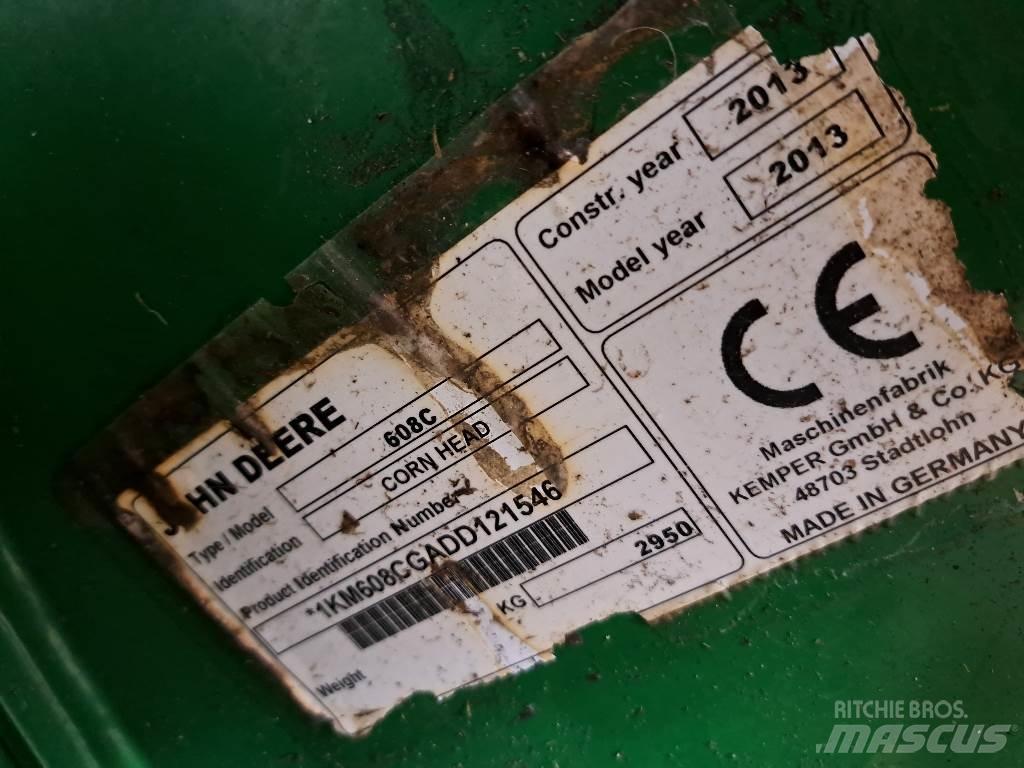 JOHN DEERE
Type / Model 608C
Identification CORN HEAD
Product Identification Number
*1KM608CGADD121546
Weight KG 2950
Constr. year 2013
Model year 2013
CE
Maschinenfabrik
KEMPER GmbH & Co. KG
48703 Stadtlohn
MADE IN GERMANY
RITCHIE BROS.
MASCUS